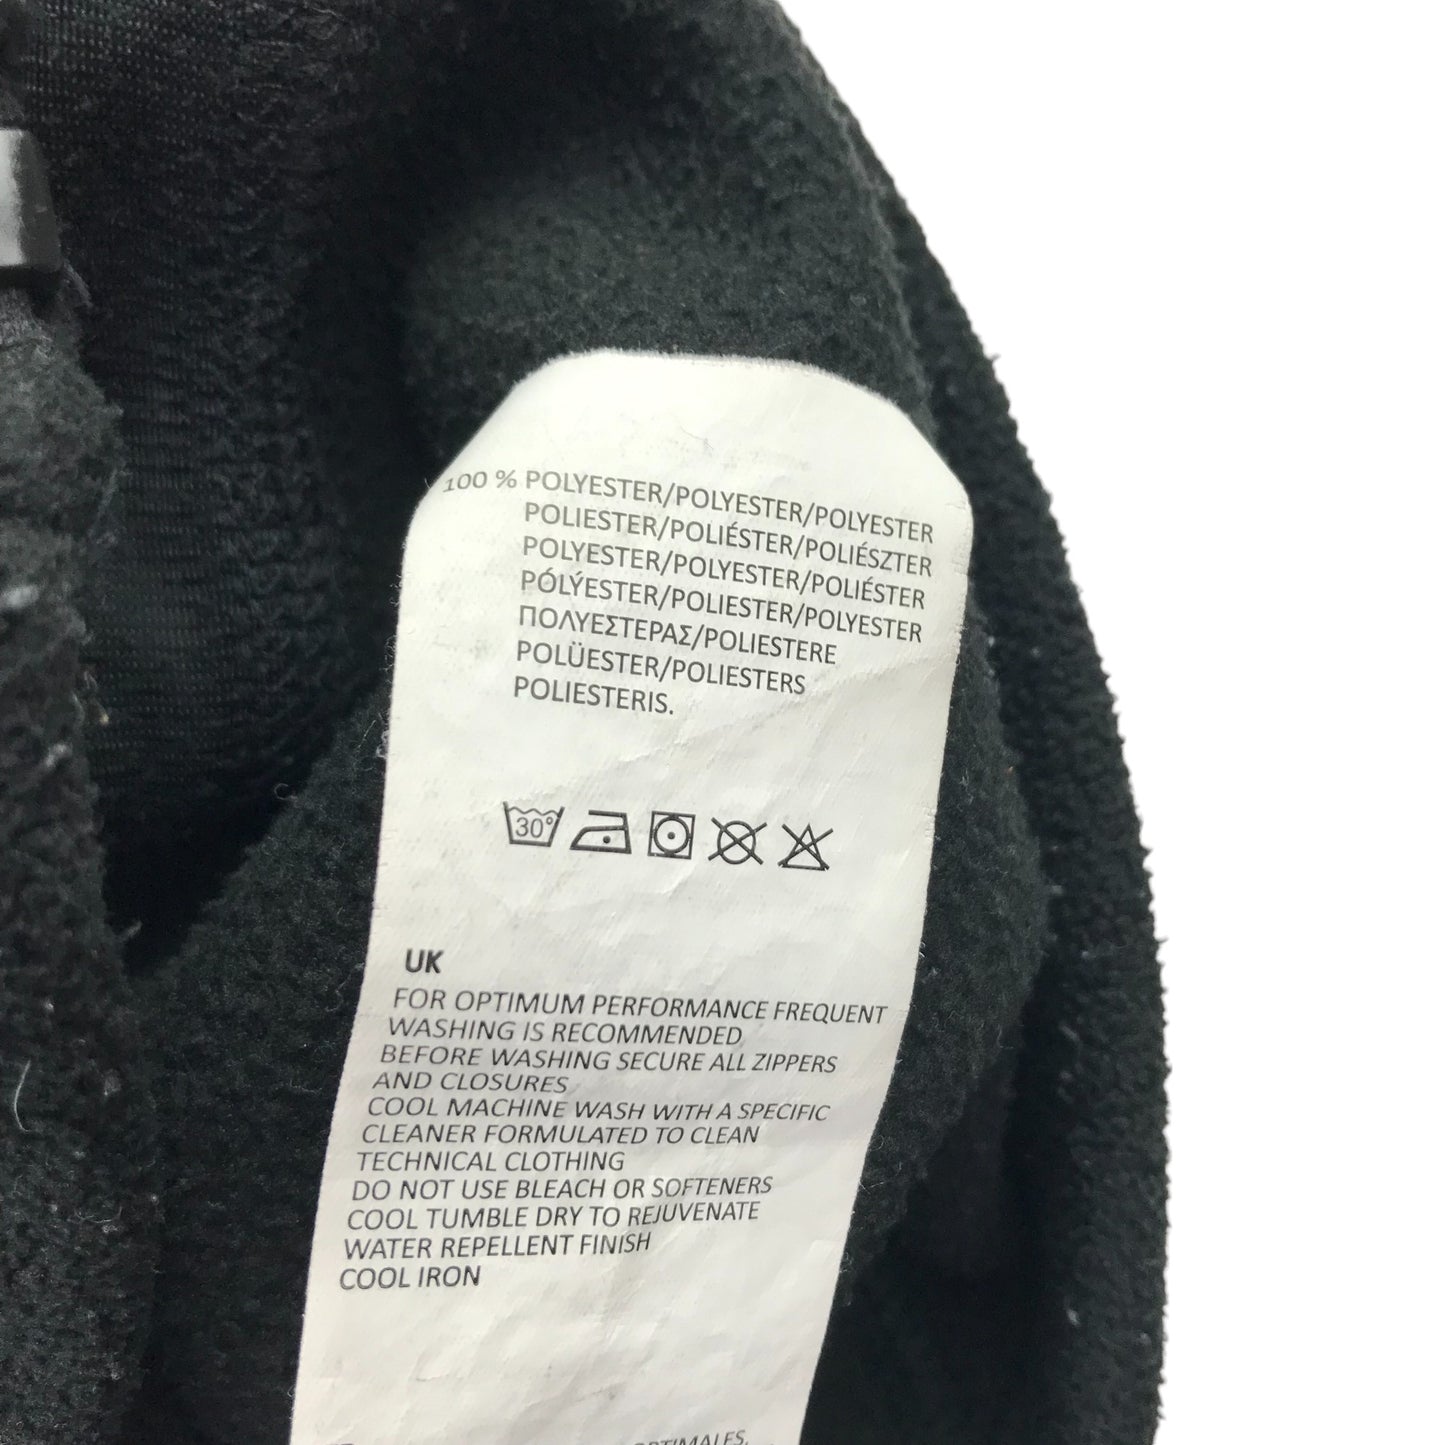 100 % POLYESTER/POLYESTER/POLYESTER
POLIESTER/POLIÉSTER/POLIÉSZTER
POLYESTER/POLYESTER/POLIÉSTER
PÓLÝESTER/POLIESTER/POLYESTER
ΠΟΛΥΕΣΤΕΡΑΣ/POLIESTERE
POLÜESTER/POLIESTERS
POLIESTERIS.
30°
UK
FOR OPTIMUM PERFORMANCE FREQUENT
WASHING IS RECOMMENDED
BEFORE WASHING SECURE ALL ZIPPERS
AND CLOSURES
COOL MACHINE WASH WITH A SPECIFIC
CLEANER FORMULATED TO CLEAN
TECHNICAL CLOTHING
DO NOT USE BLEACH OR SOFTENERS
COOL TUMBLE DRY TO REJUVENATE
WATER REPELLENT FINISH
COOL IRON